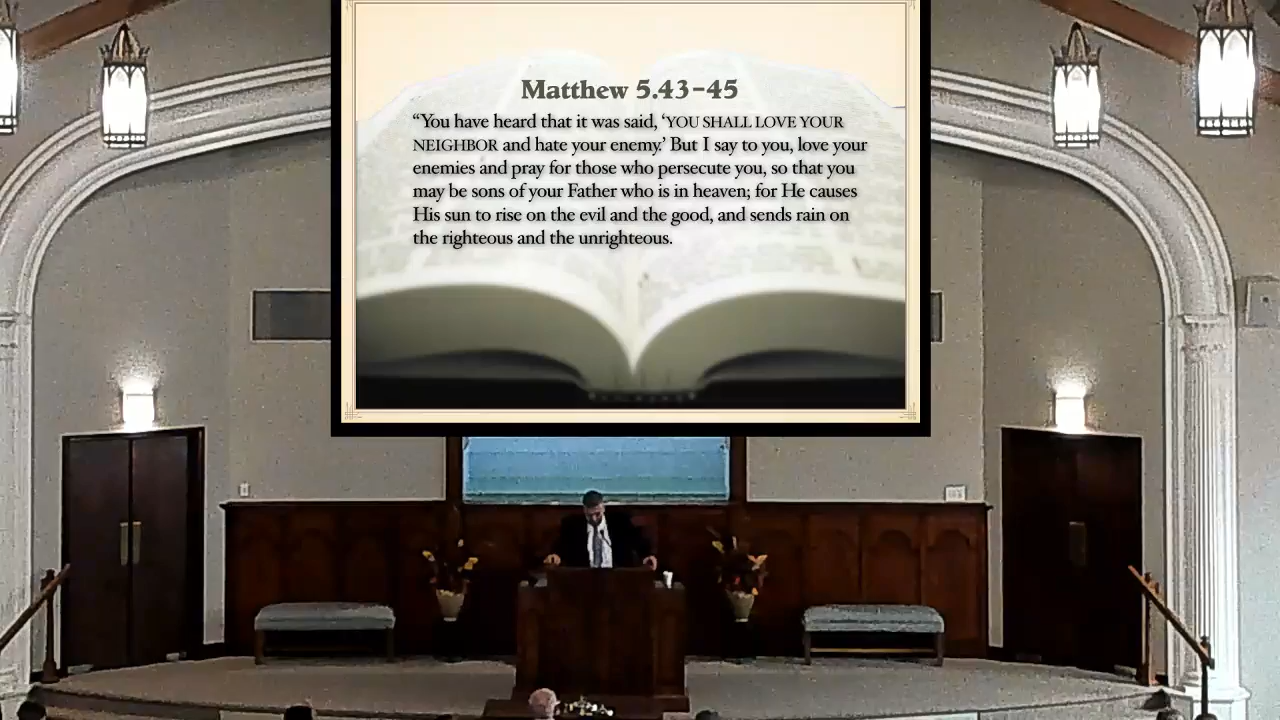 Matthew 5.43-45
“You have heard that it was said, ‘YOU SHALL LOVE YOUR
NEIGHBOR and hate your enemy.’ But I say to you, love your
enemies and pray for those who persecute you, so that you
may be sons of your Father who is in heaven; for He causes
His sun to rise on the evil and the good, and sends rain on
the righteous and the unrighteous.